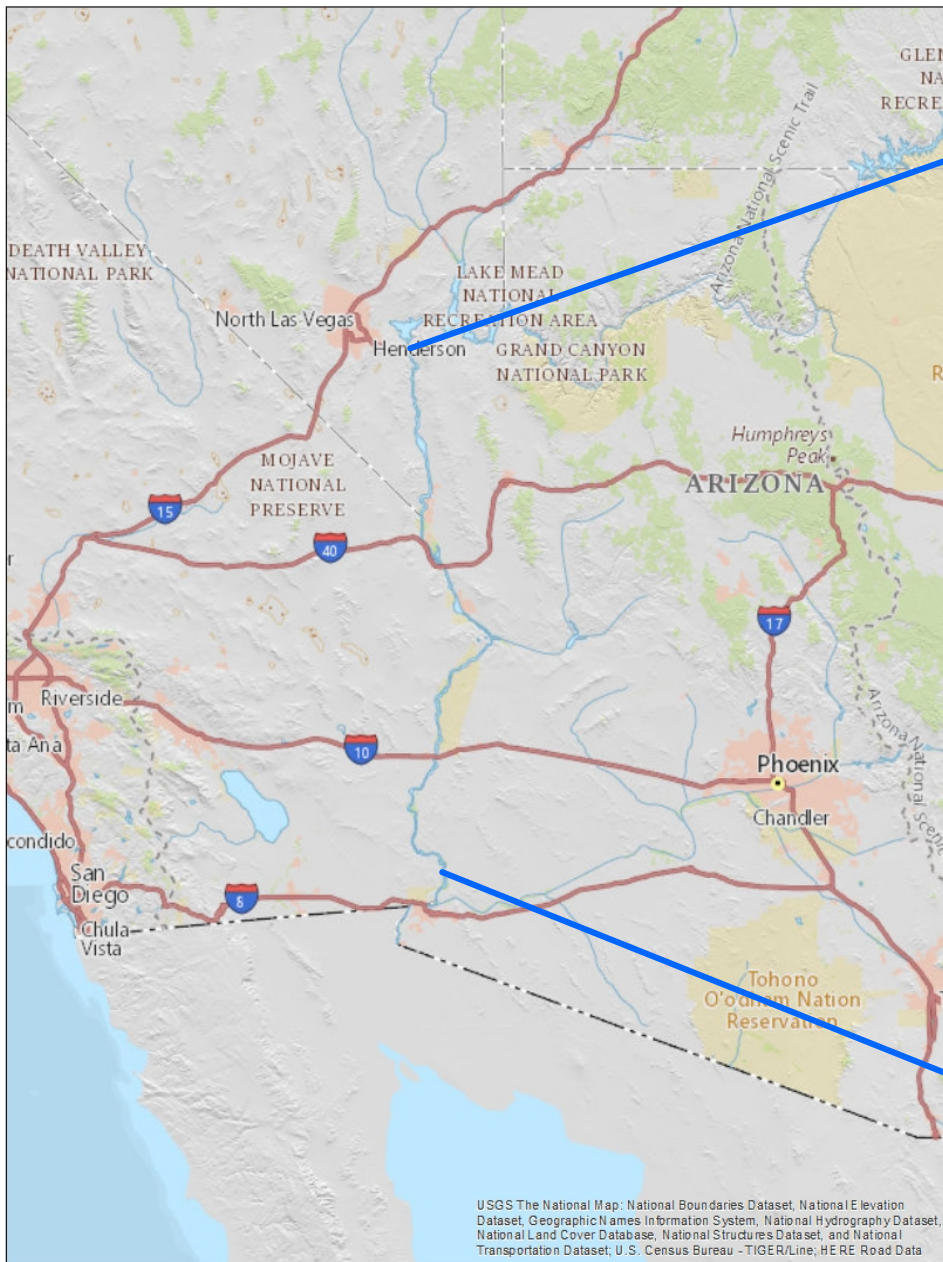 GLEN
NA
RECRE
Arizona National Scenic Trail
DEATH VALLEY
NATIONAL PARK
LAKE MEAD
NATIONAL
RECREATION AREA
North Las Vegas
Henderson
GRAND CANYON
NATIONAL PARK
R
Humphreys
Peak
ARIZONA
MOJAVE
NATIONAL
PRESERVE
15
40
r
17
Riverside
m
ta Ana
10
Arizona National Scenic
Phoenix
Chandler
condido
San
Diego
8
Chula
Vista
Tohono
O'odham Nation
Reservation
T
USGS The National Map: National Boundaries Dataset, National Elevation
Dataset, Geographic Names Information System, National Hydrography Dataset,
National Land Cover Database, National Structures Dataset, and National
Transportation Dataset; U.S. Census Bureau - TIGER/Line; HERE Road Data